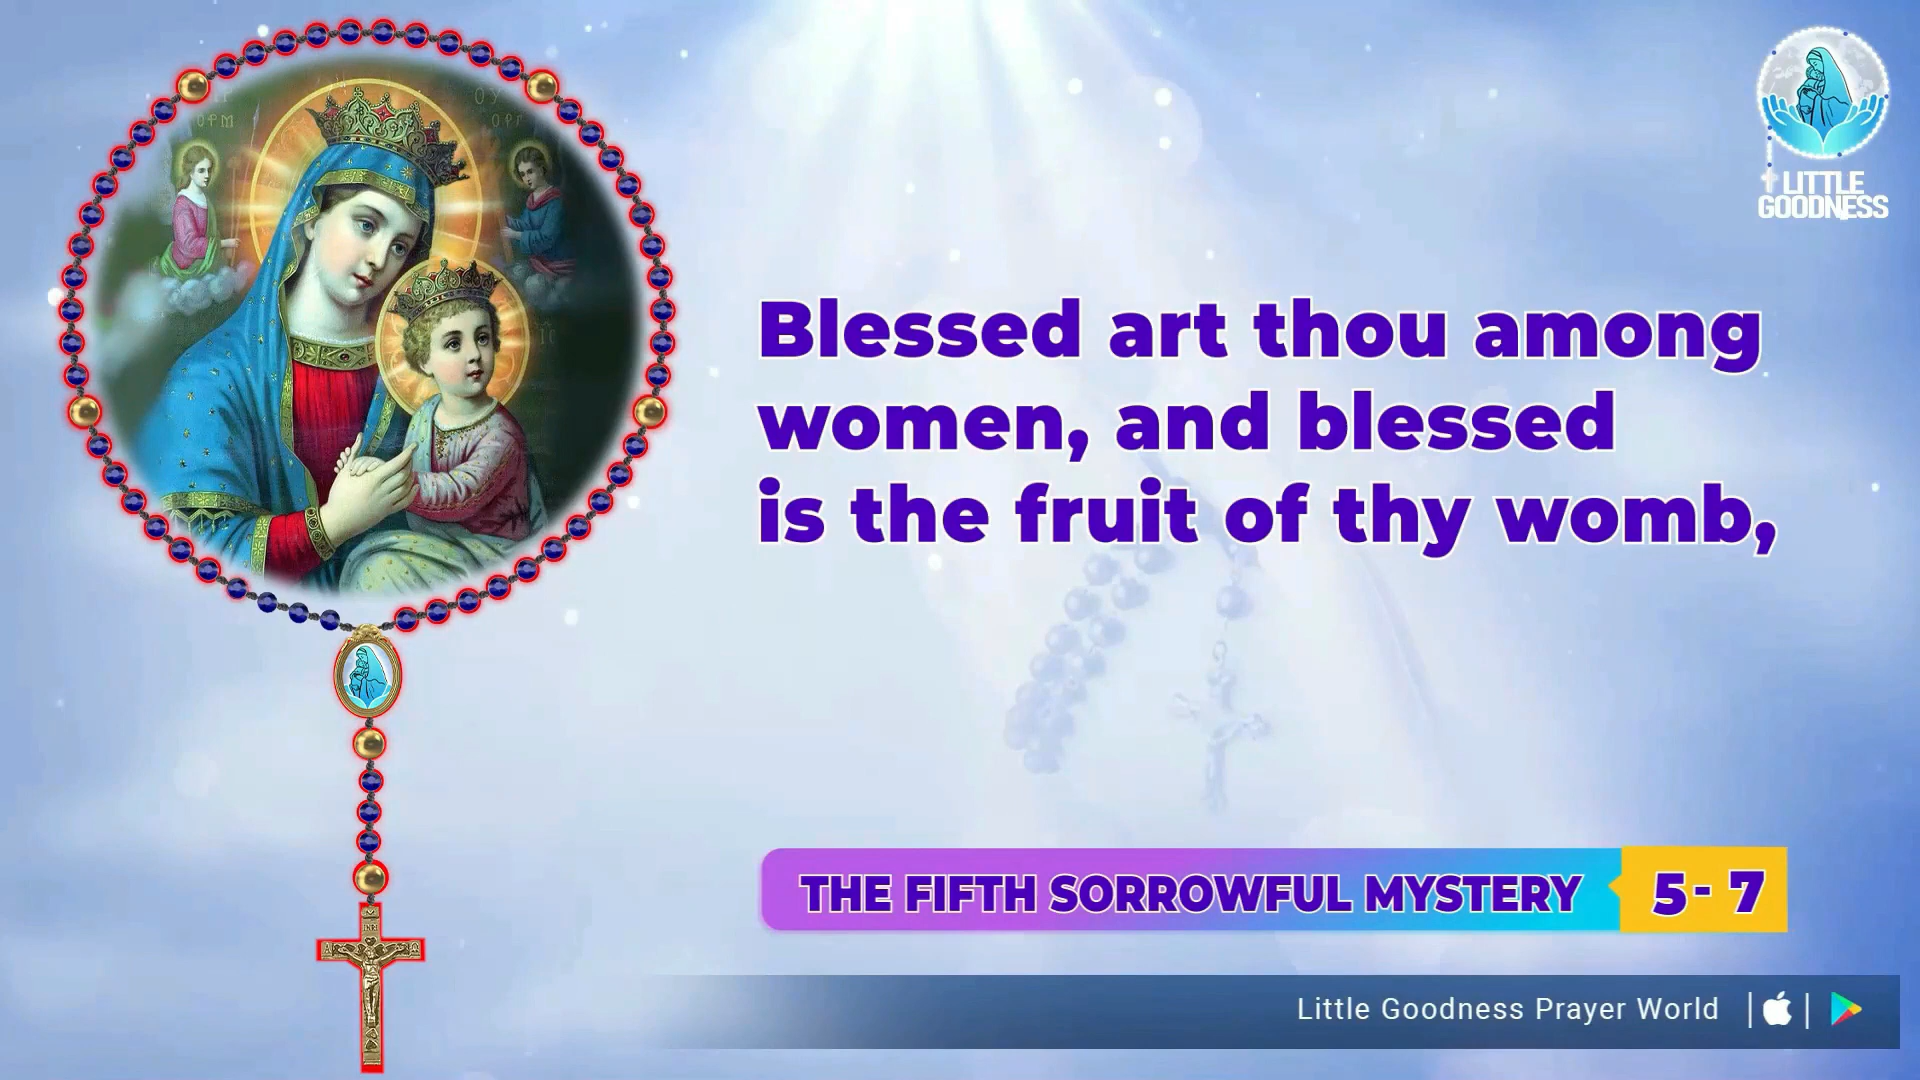 LITTLE
GOODNESS
Blessed art thou among
women, and blessed
is the fruit of thy womb,
THE FIFTH SORROWFUL MYSTERY 5- 7
Little Goodness Prayer World
INRI